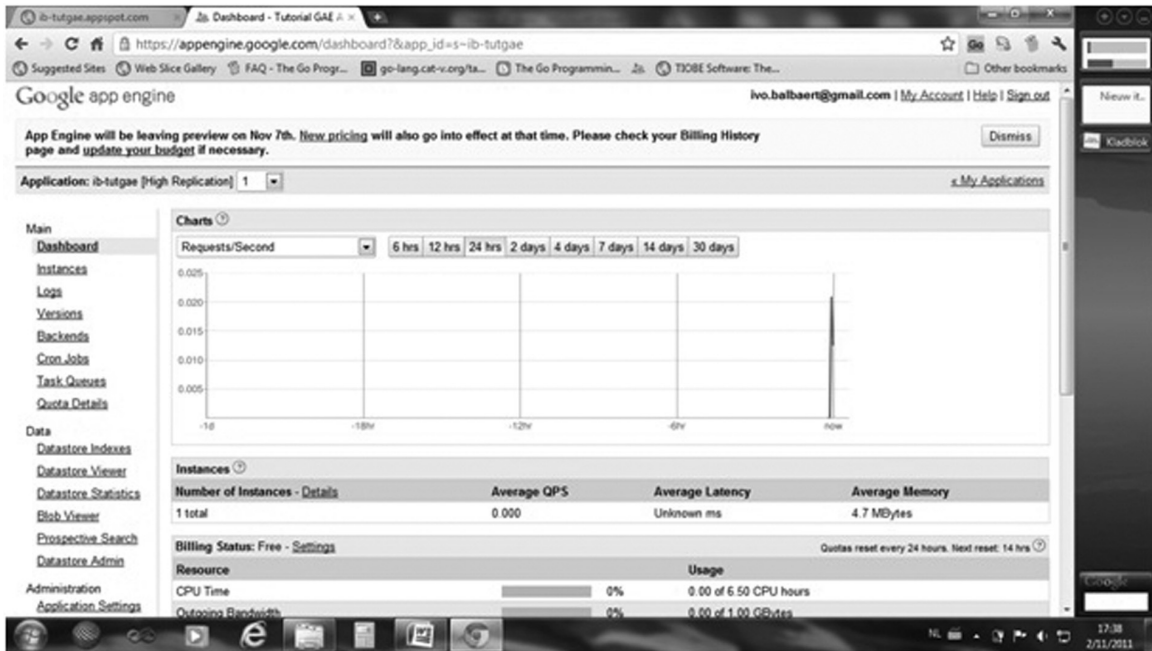 ib-tutgae.appspot.com
Dashboard - Tutorial GAE A
https://appengine.google.com/dashboard?&app_id=s~ib-tutgae
Go
Suggested Sites Web Slice Gallery FAQ - The Go Progr... go-lang.cat-v.org/ta... The Go Programmin... TIOBE Software: The... Other bookmarks
Google app engine
ivo.balbaert@gmail.com | My Account | Help | Sign out
Nieuw it..
App Engine will be leaving preview on Nov 7th. New pricing will also go into effect at that time. Please check your Billing History
page and update your budget if necessary.
Dismiss
Kladblok
Application: ib-tutgae [High Replication] 1
« My Applications
Main
Dashboard
Instances
Logs
Versions
Backends
Cron Jobs
Task Queues
Quota Details
Data
Datastore Indexes
Datastore Viewer
Datastore Statistics
Blob Viewer
Prospective Search
Datastore Admin
Administration
Application Settings
Charts ?
Requests/Second
6 hrs 12 hrs 24 hrs 2 days 4 days 7 days 14 days 30 days
0.025
0.020
0.015
0.010
0.005
-1d -18hr -12hr -6hr now
Instances ?
Number of Instances - Details Average QPS Average Latency Average Memory
1 total 0.000 Unknown ms 4.7 MBytes
Billing Status: Free - Settings
Quotas reset every 24 hours. Next reset: 14 hrs ?
Resource Usage
CPU Time 0% 0.00 of 6.50 CPU hours
Outgoing Bandwidth 0% 0.00 of 1.00 GBytes
Google
NL
17:38
2/11/2011